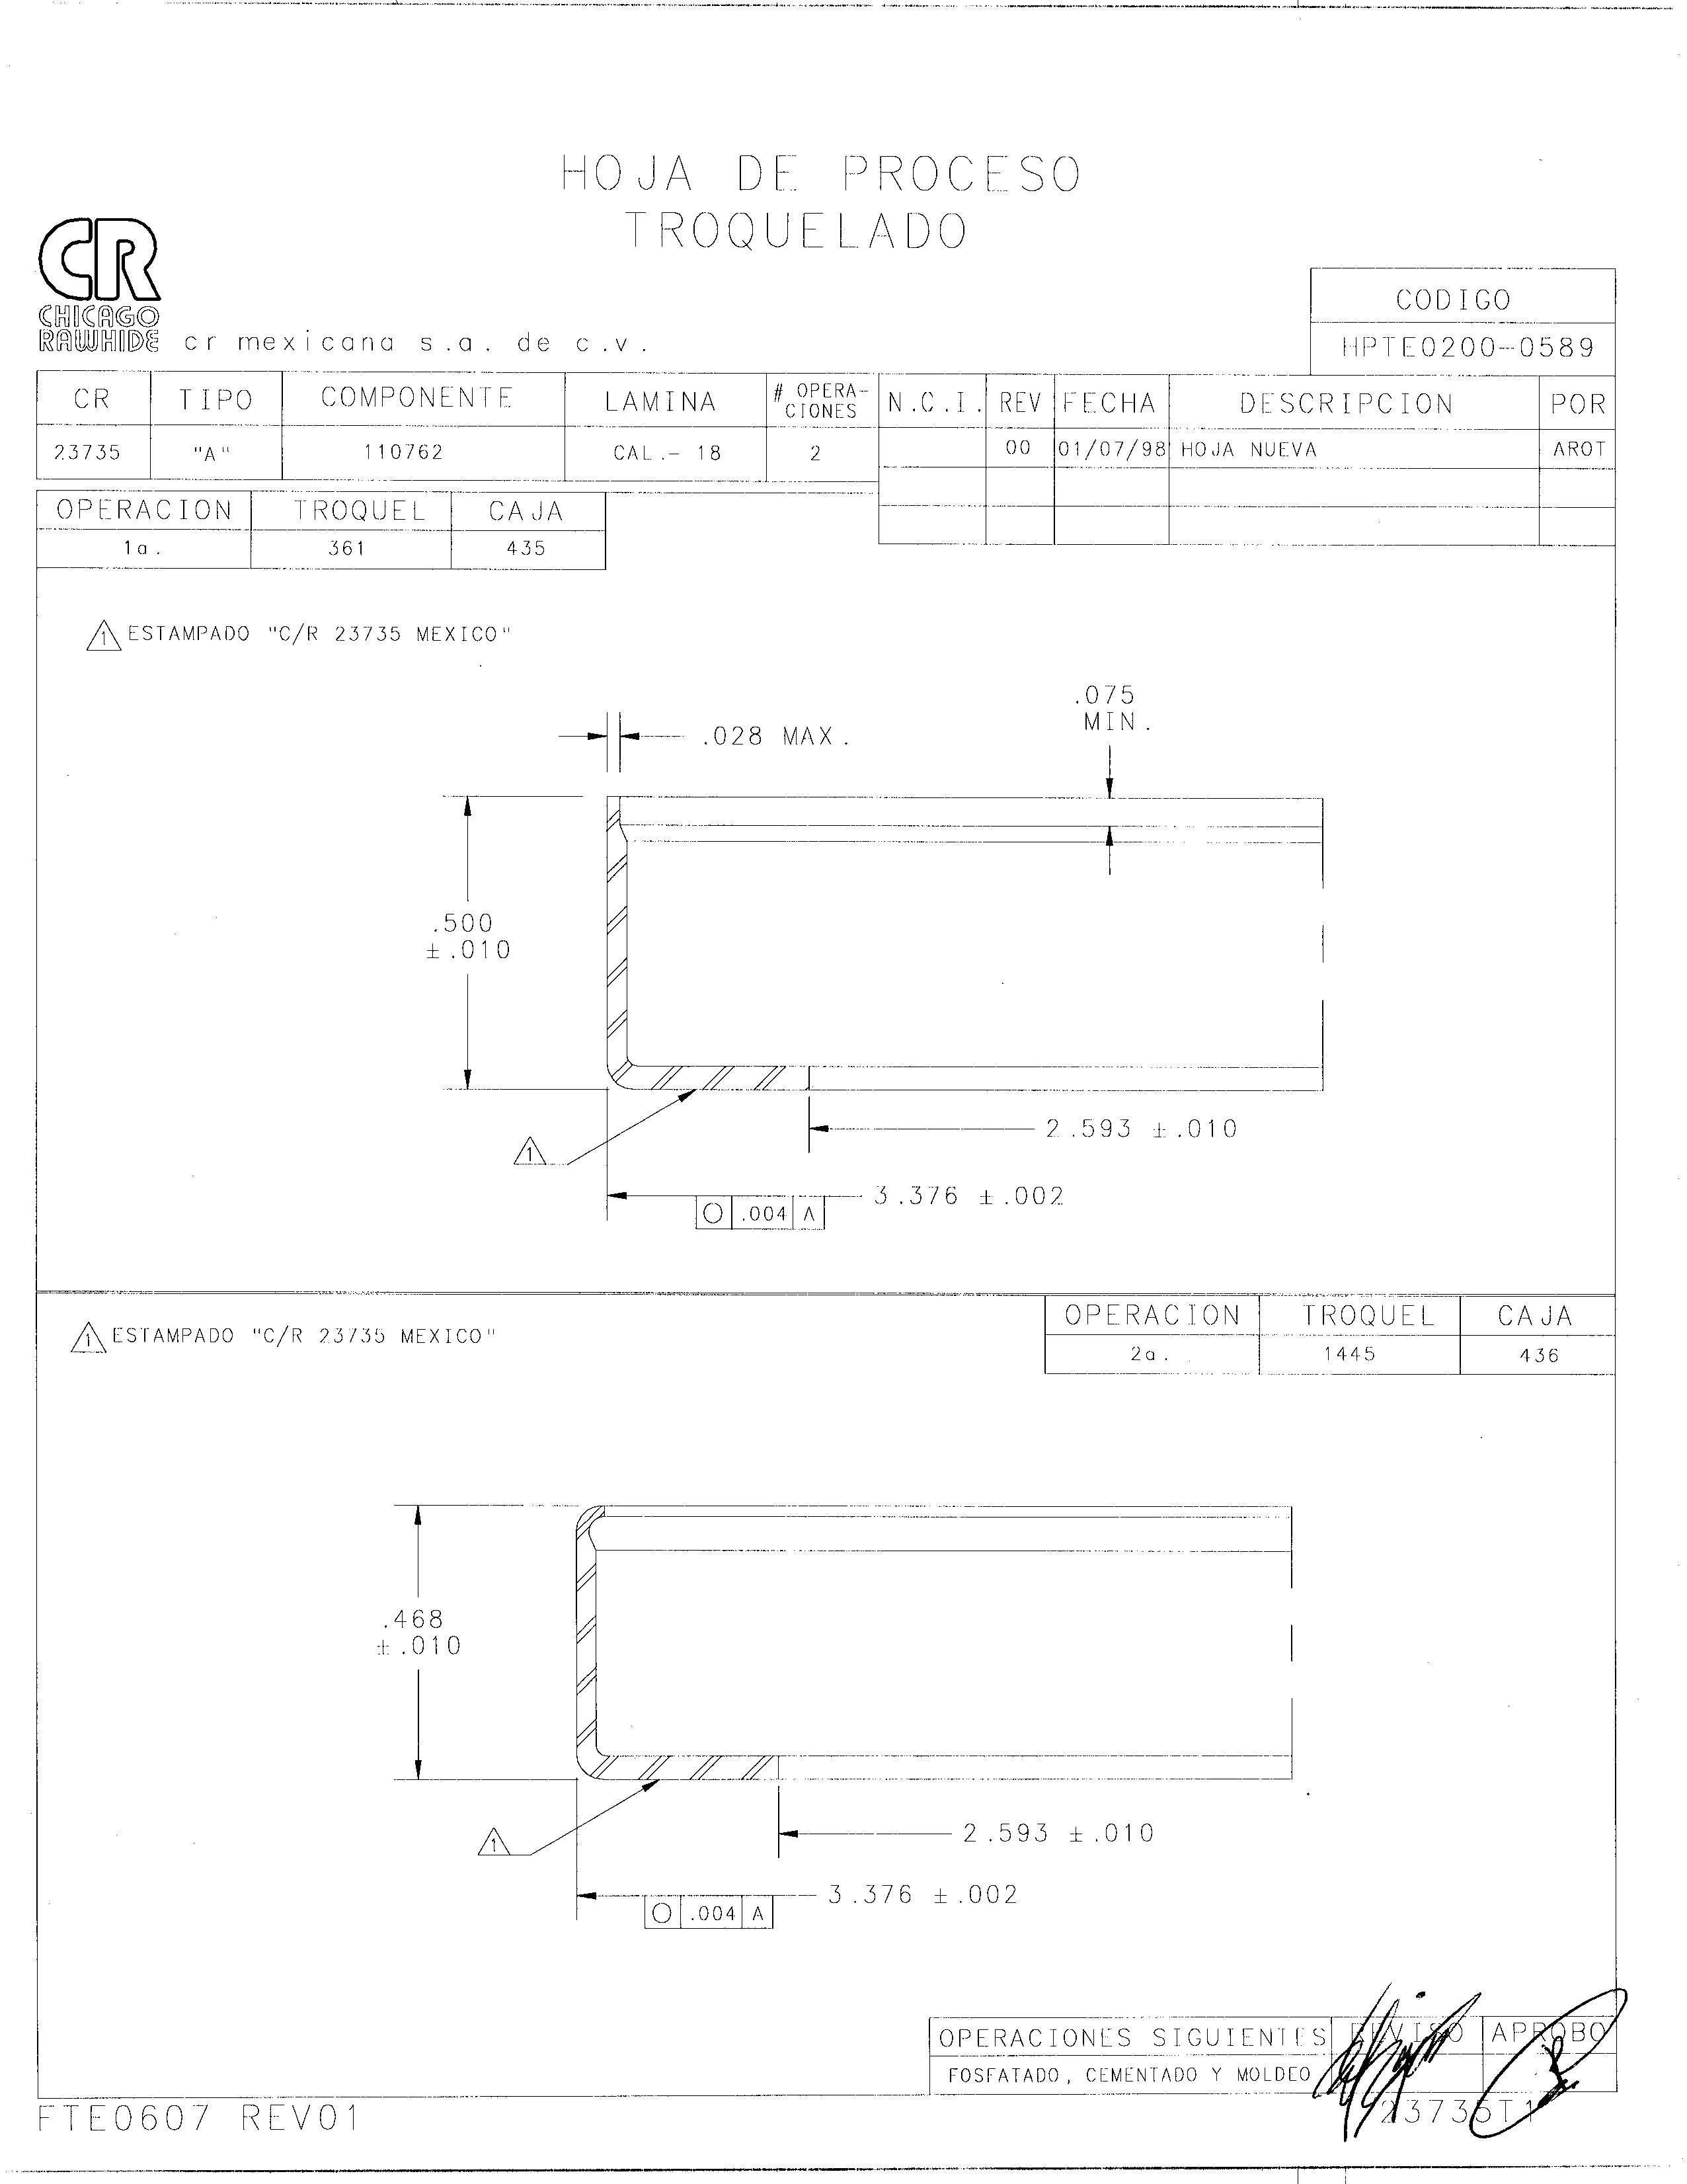 HOJA DE PROCESO
TROQUELADO
CR
CHICAGO
RAWHIDE
cr mexicana s.a. de c.v.
CODIGO
HPTE0200-0589
CR TIPO COMPONENTE LAMINA # OPERA-CIONES N.C.I. REV FECHA DESCRIPCION POR
23735 "A" 110762 CAL.- 18 2 00 01/07/98 HOJA NUEVA AROT
OPERACION TROQUEL CAJA
1a. 361 435
1 ESTAMPADO "C/R 23735 MEXICO"
.075
MIN.
.028 MAX.
.500
±.010
2.593 ±.010
1
3.376 ±.002
.004 A
OPERACION TROQUEL CAJA
2a. 1445 436
1 ESTAMPADO "C/R 23735 MEXICO"
.468
±.010
2.593 ±.010
1
3.376 ±.002
.004 A
OPERACIONES SIGUIENTES REVISO APROBO
FOSFATADO, CEMENTADO Y MOLDEO
FTE0607 REV01
23735T1